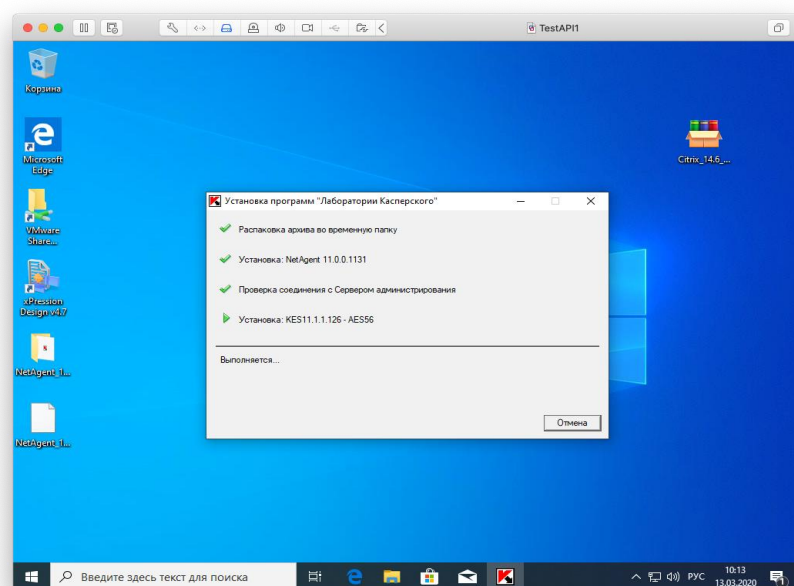 TestAPI1
Корзина
Microsoft
Edge
Citrix_14.6_...
VMware
Share...
xPression
Design v4.7
NetAgent_1...
NetAgent_1...
Установка программ "Лаборатории Касперского"
Распаковка архива во временную папку
Установка: NetAgent 11.0.0.1131
Проверка соединения с Сервером администрирования
Установка: KES11.1.1.126 - AES56
Выполняется...
Отмена
Введите здесь текст для поиска
РУС
10:13
13.03.2020
1